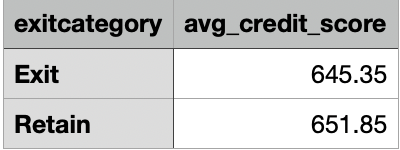 exitcategory avg_credit_score
Exit 645.35
Retain 651.85